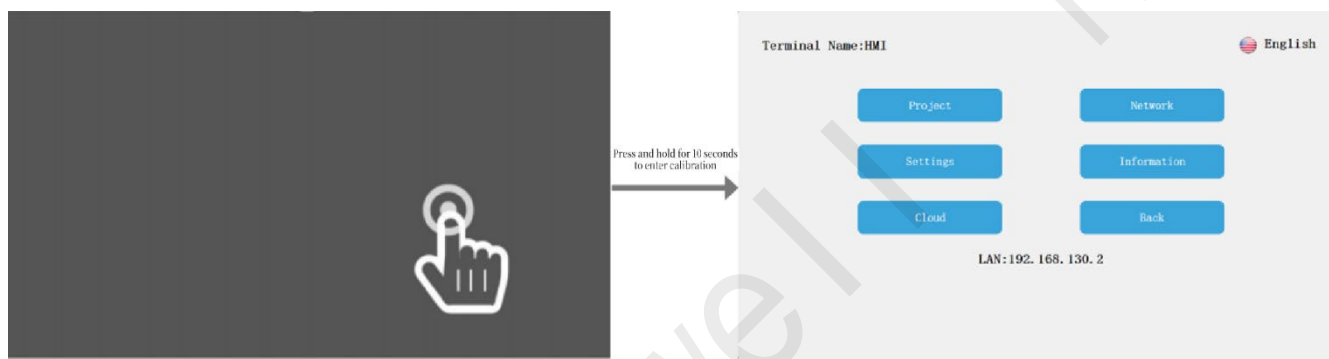 Press and hold for 10 seconds
to enter calibration
Terminal Name:HMI
English
Project
Network
Settings
Information
Cloud
Back
LAN:192.168.130.2